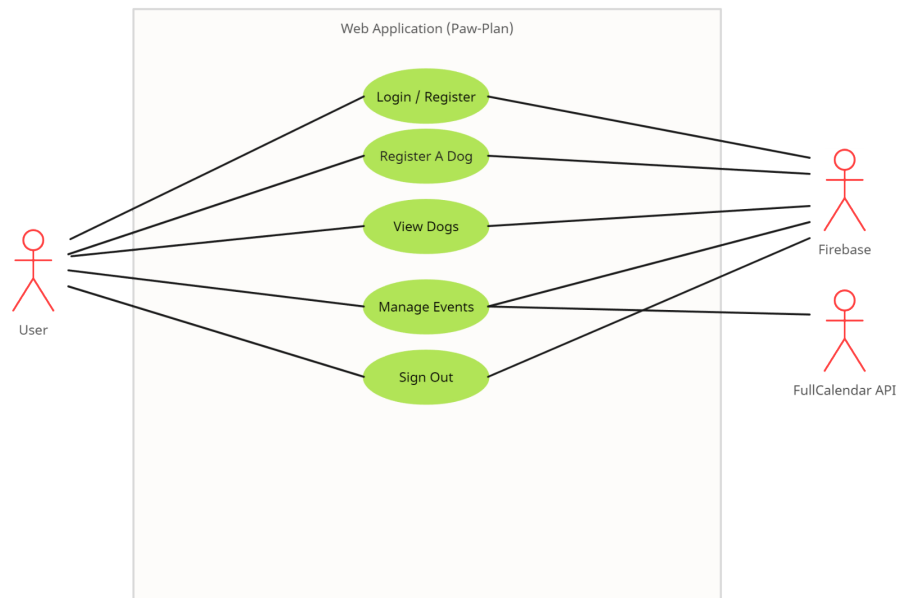 Web Application (Paw-Plan)
Login / Register
Register A Dog
View Dogs
Manage Events
Sign Out
User
Firebase
FullCalendar API